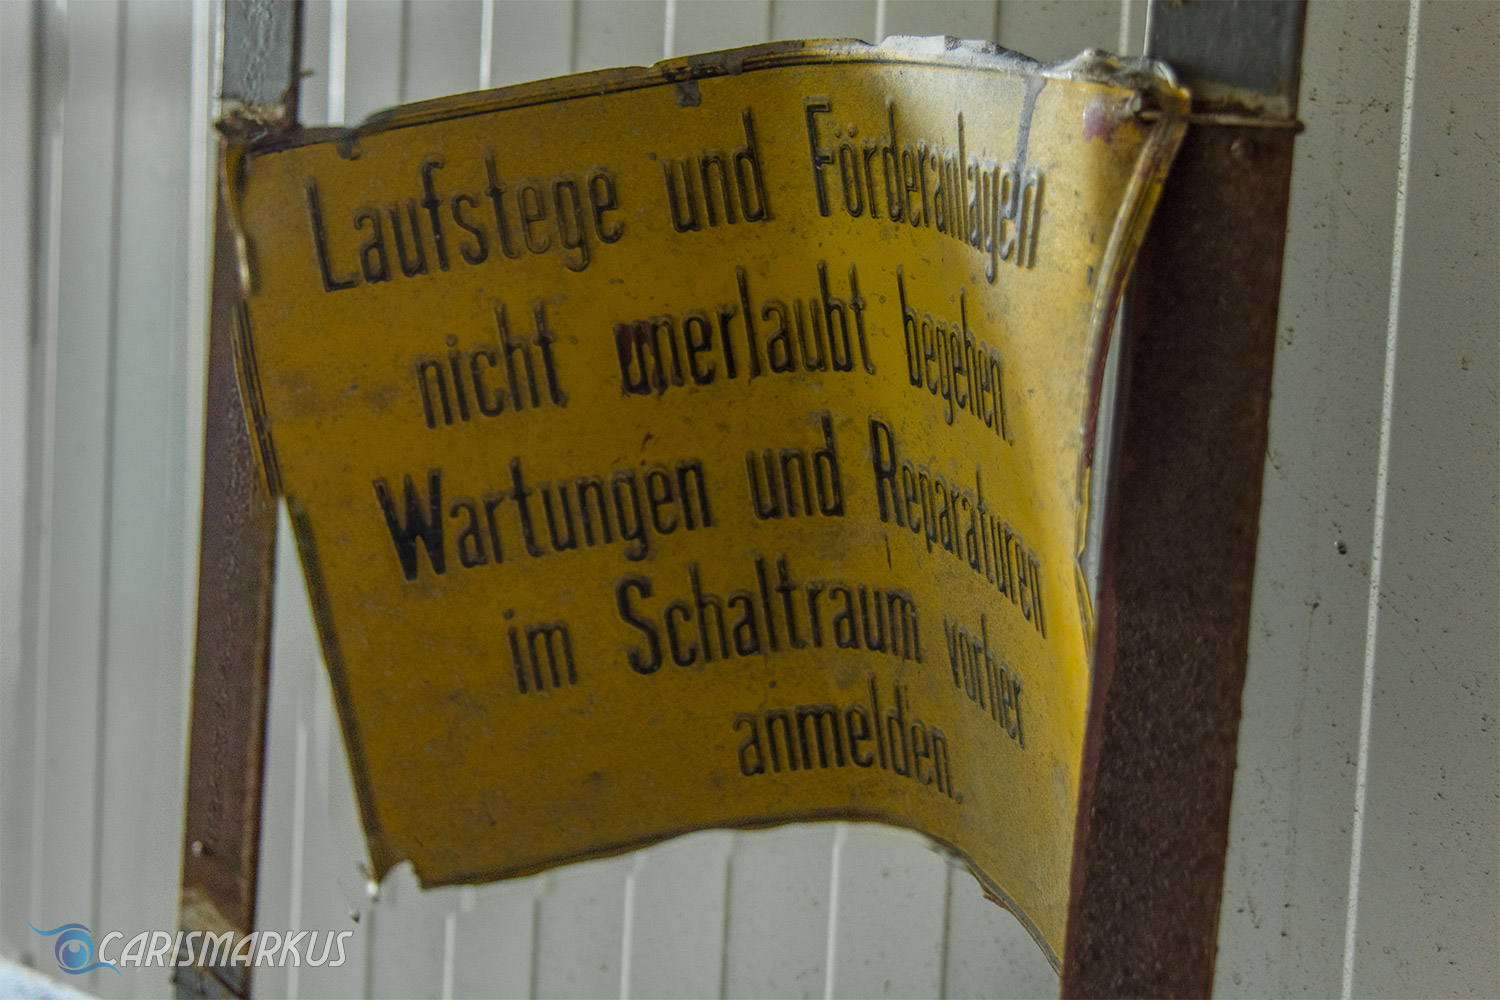 Laufstege und Förderanlagen
nicht unerlaubt begehen.
Wartungen und Reparaturen
im Schaltraum vorher
anmelden.
CARISMARKUS